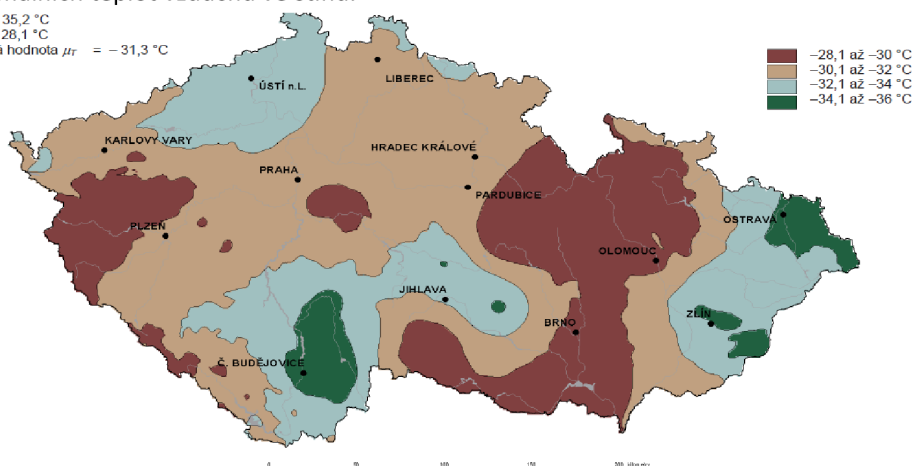 35,2 °C
28,1 °C
hodnota μT = – 31,3 °C
–28,1 až –30 °C
–30,1 až –32 °C
–32,1 až –34 °C
–34,1 až –36 °C
ÚSTÍ n.L.
LIBEREC
KARLOVY VARY
HRADEC KRÁLOVÉ
PRAHA
PARDUBICE
PLZEŇ
OSTRAVA
OLOMOUC
JIHLAVA
ZLÍN
BRNO
Č. BUDĚJOVICE
0 50 100 150 200